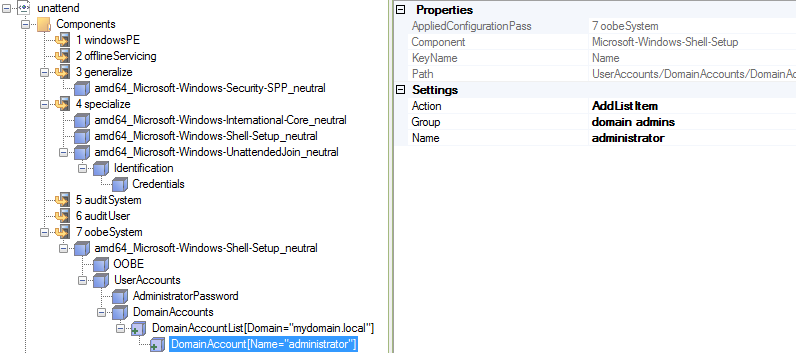 unattend
Components
1 windowsPE
2 offlineServicing
3 generalize
amd64_Microsoft-Windows-Security-SPP_neutral
4 specialize
amd64_Microsoft-Windows-International-Core_neutral
amd64_Microsoft-Windows-Shell-Setup_neutral
amd64_Microsoft-Windows-UnattendedJoin_neutral
Identification
Credentials
5 auditSystem
6 auditUser
7 oobeSystem
amd64_Microsoft-Windows-Shell-Setup_neutral
OOBE
UserAccounts
AdministratorPassword
DomainAccounts
DomainAccountList[Domain="mydomain.local"]
DomainAccount[Name="administrator"]
Properties
AppliedConfigurationPass 7 oobeSystem
Component Microsoft-Windows-Shell-Setup
KeyName Name
Path UserAccounts/DomainAccounts/DomainAc
Settings
Action AddListItem
Group domain admins
Name administrator